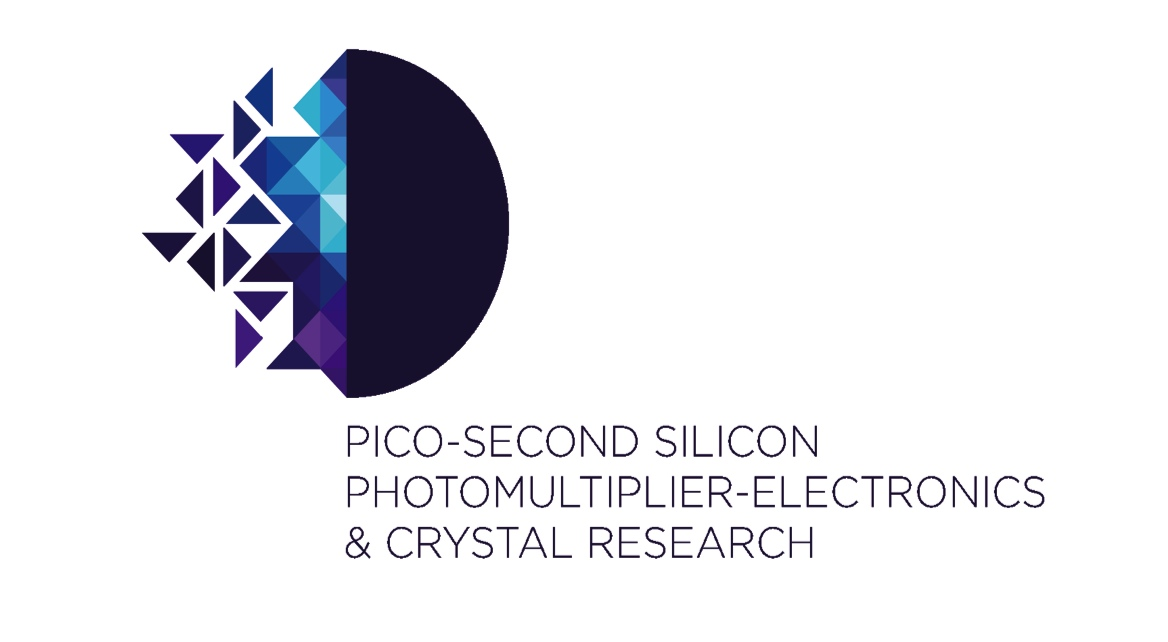 PICO-SECOND SILICON
PHOTOMULTIPLIER-ELECTRONICS
& CRYSTAL RESEARCH